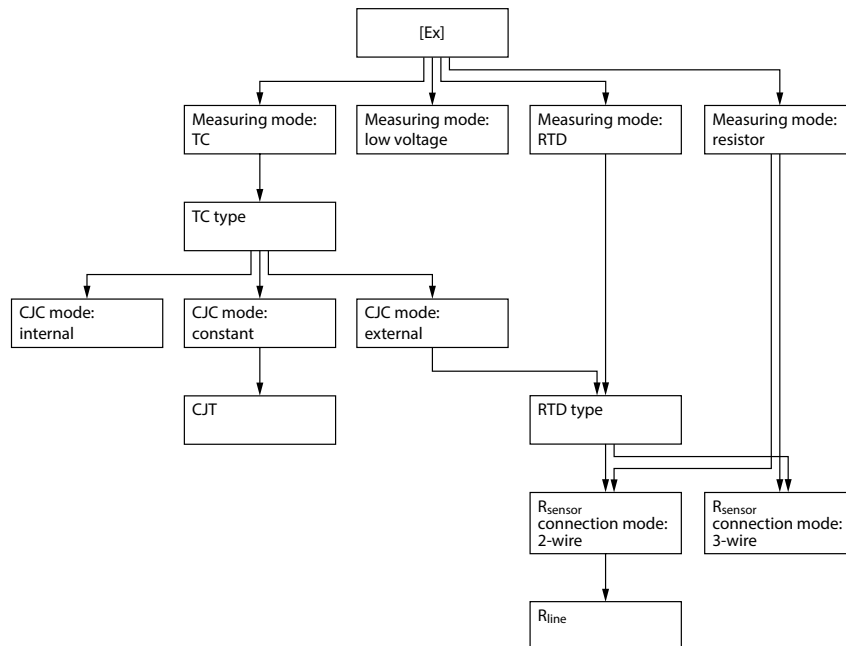 [Ex]
Measuring mode:
TC
Measuring mode:
low voltage
Measuring mode:
RTD
Measuring mode:
resistor
TC type
CJC mode:
internal
CJC mode:
constant
CJC mode:
external
CJT
RTD type
Rsensor
connection mode:
2-wire
Rsensor
connection mode:
3-wire
Rline